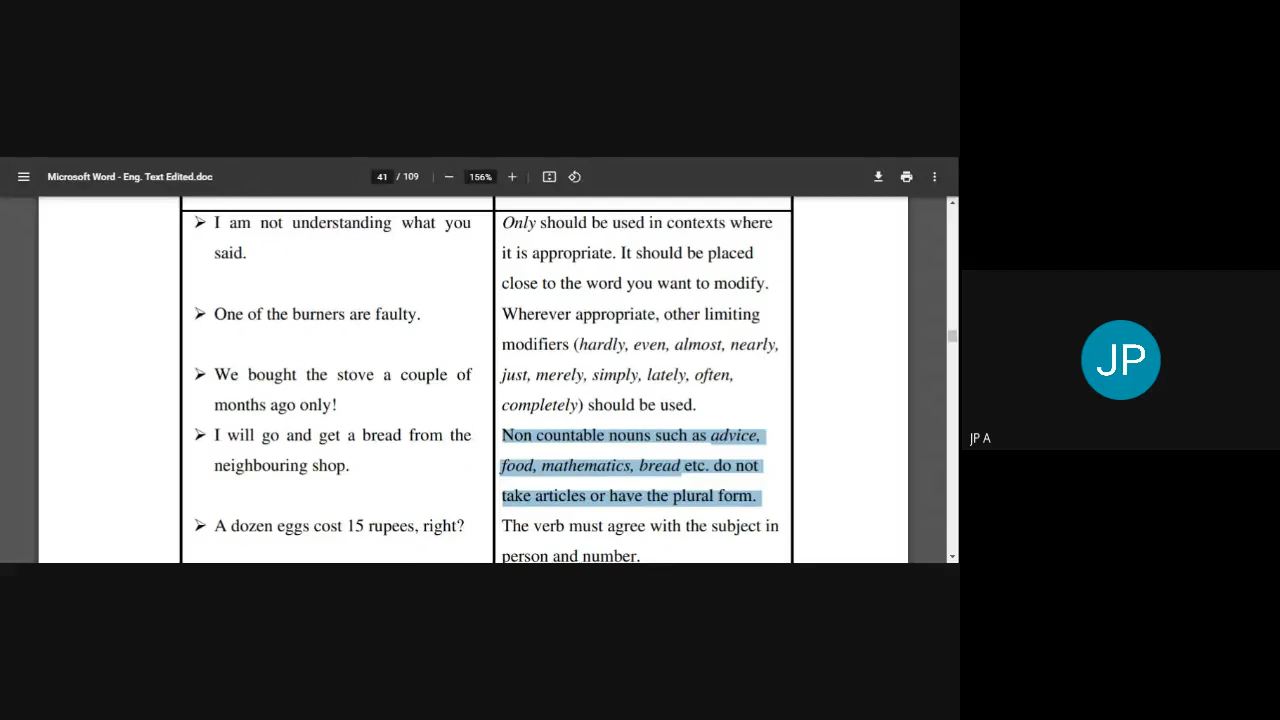 Microsoft Word - Eng. Text Edited.doc
41 / 109
156%
➢ I am not understanding what you
said.
➢ One of the burners are faulty.
➢ We bought the stove a couple of
months ago only!
➢ I will go and get a bread from the
neighbouring shop.
➢ A dozen eggs cost 15 rupees, right?
Only should be used in contexts where
it is appropriate. It should be placed
close to the word you want to modify.
Wherever appropriate, other limiting
modifiers (hardly, even, almost, nearly,
just, merely, simply, lately, often,
completely) should be used.
Non countable nouns such as advice,
food, mathematics, bread etc. do not
take articles or have the plural form.
The verb must agree with the subject in
person and number.
JP
JP A